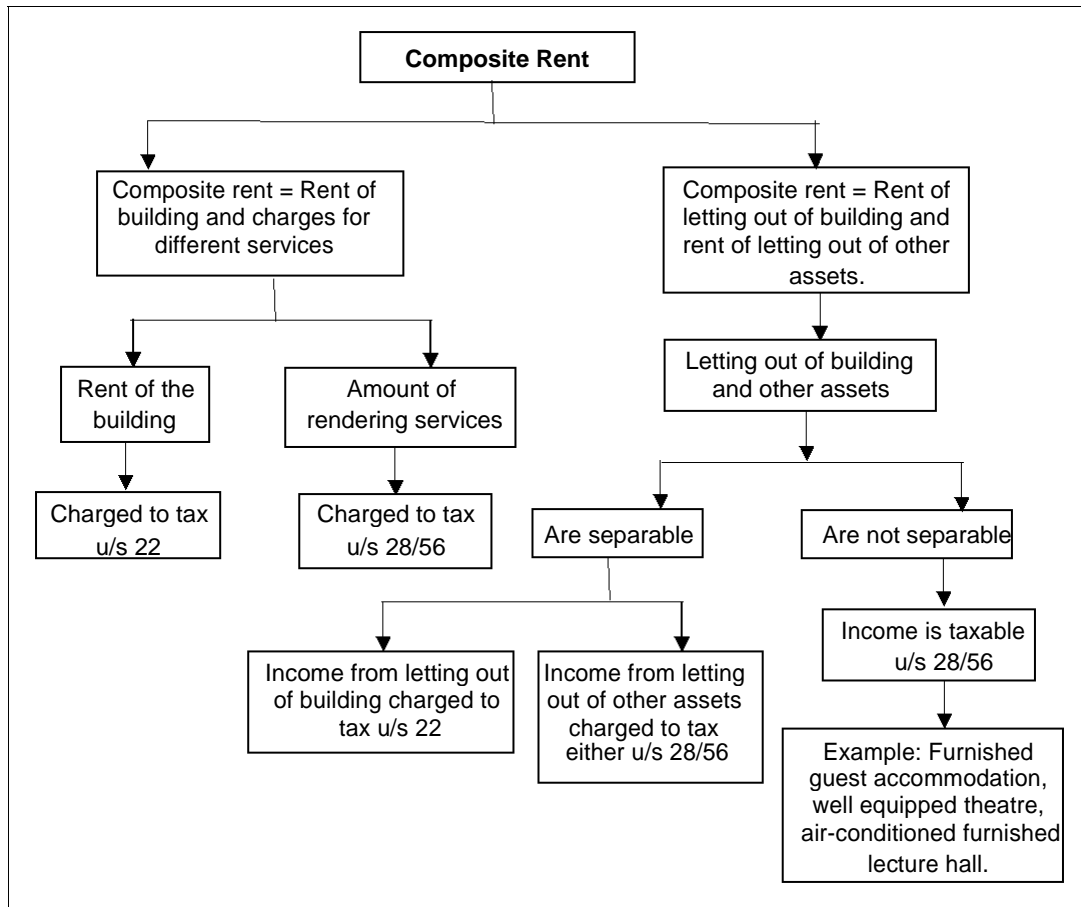 Composite Rent
Composite rent = Rent of
building and charges for
different services
Composite rent = Rent of
letting out of building and
rent of letting out of other
assets.
Rent of the
building
Amount of
rendering services
Letting out of building
and other assets
Charged to tax
u/s 22
Charged to tax
u/s 28/56
Are separable
Are not separable
Income from letting out
of building charged to
tax u/s 22
Income from letting
out of other assets
charged to tax
either u/s 28/56
Income is taxable
u/s 28/56
Example: Furnished
guest accommodation,
well equipped theatre,
air-conditioned furnished
lecture hall.